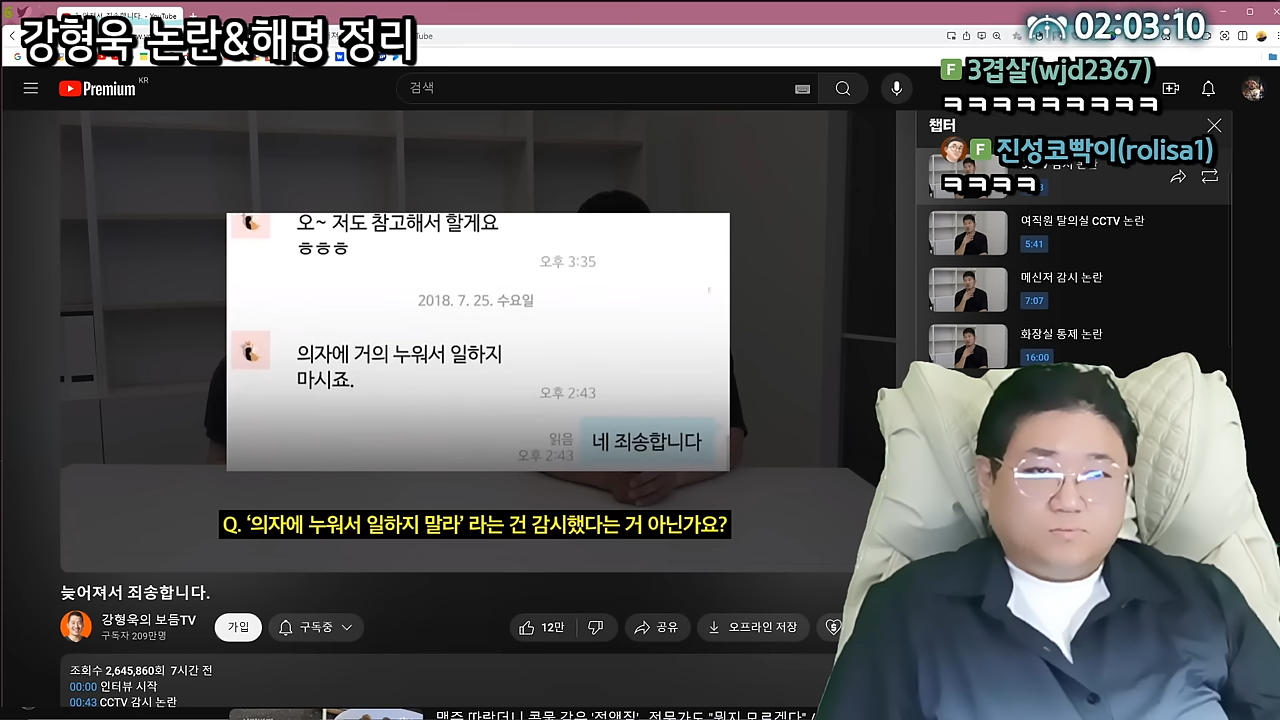 강형욱 논란&해명 정리
02:03:10
Premium KR
검색
F 3겹살(wjd2367)
ㅋㅋㅋㅋㅋㅋㅋㅋㅋ
챕터
F 진성코빡이(rolisa1)
ㅋㅋㅋㅋ
여직원 탈의실 CCTV 논란
5:41
메신저 감시 논란
7:07
화장실 통제 논란
16:00
오~ 저도 참고해서 할게요
ㅎㅎㅎ
오후 3:35
2018. 7. 25. 수요일
의자에 거의 누워서 일하지
마시죠.
오후 2:43
읽음
오후 2:43
네 죄송합니다
Q. ‘의자에 누워서 일하지 말라’ 라는 건 감시했다는 거 아닌가요?
늦어져서 죄송합니다.
강형욱의 보듬TV
구독자 209만명
가입
구독중
12만
공유
오프라인 저장
조회수 2,645,860회 7시간 전
00:00 인터뷰 시작
00:43 CCTV 감시 논란